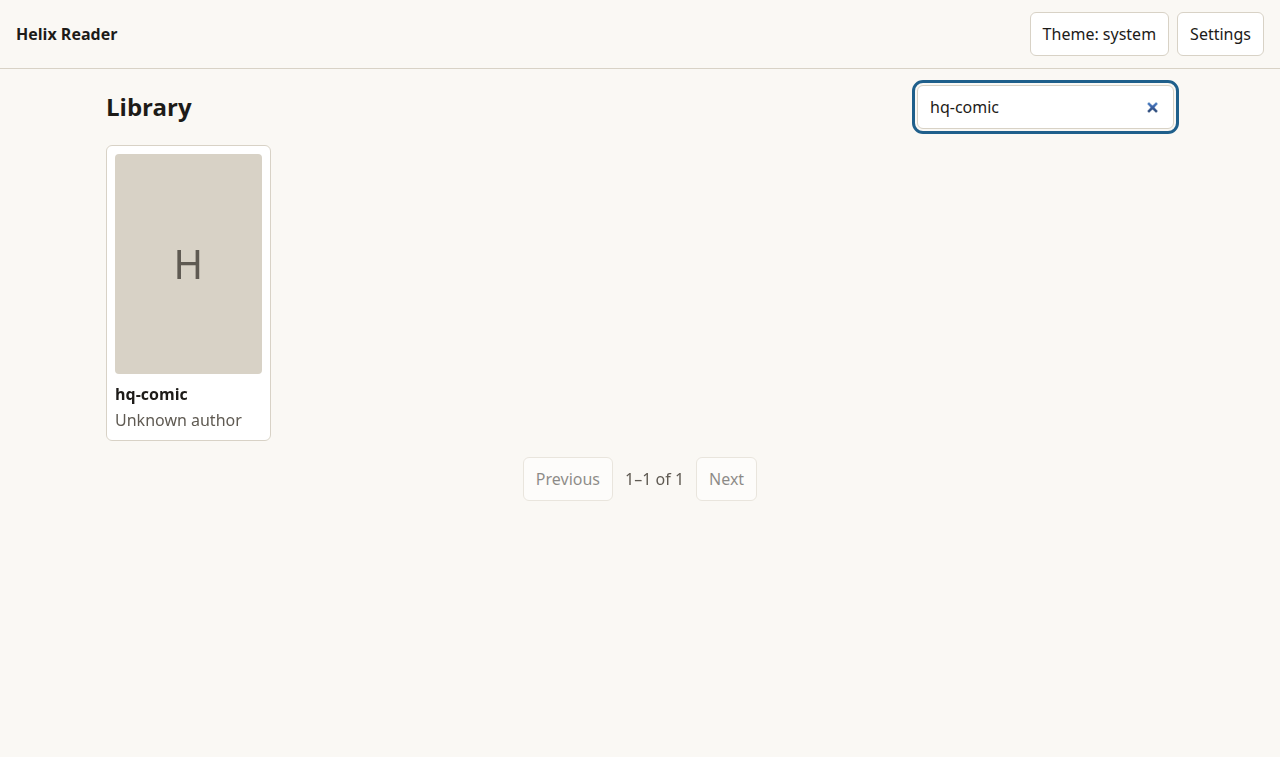 Helix Reader
Theme: system
Settings
Library
hq-comic
H
hq-comic
Unknown author
Previous
1–1 of 1
Next